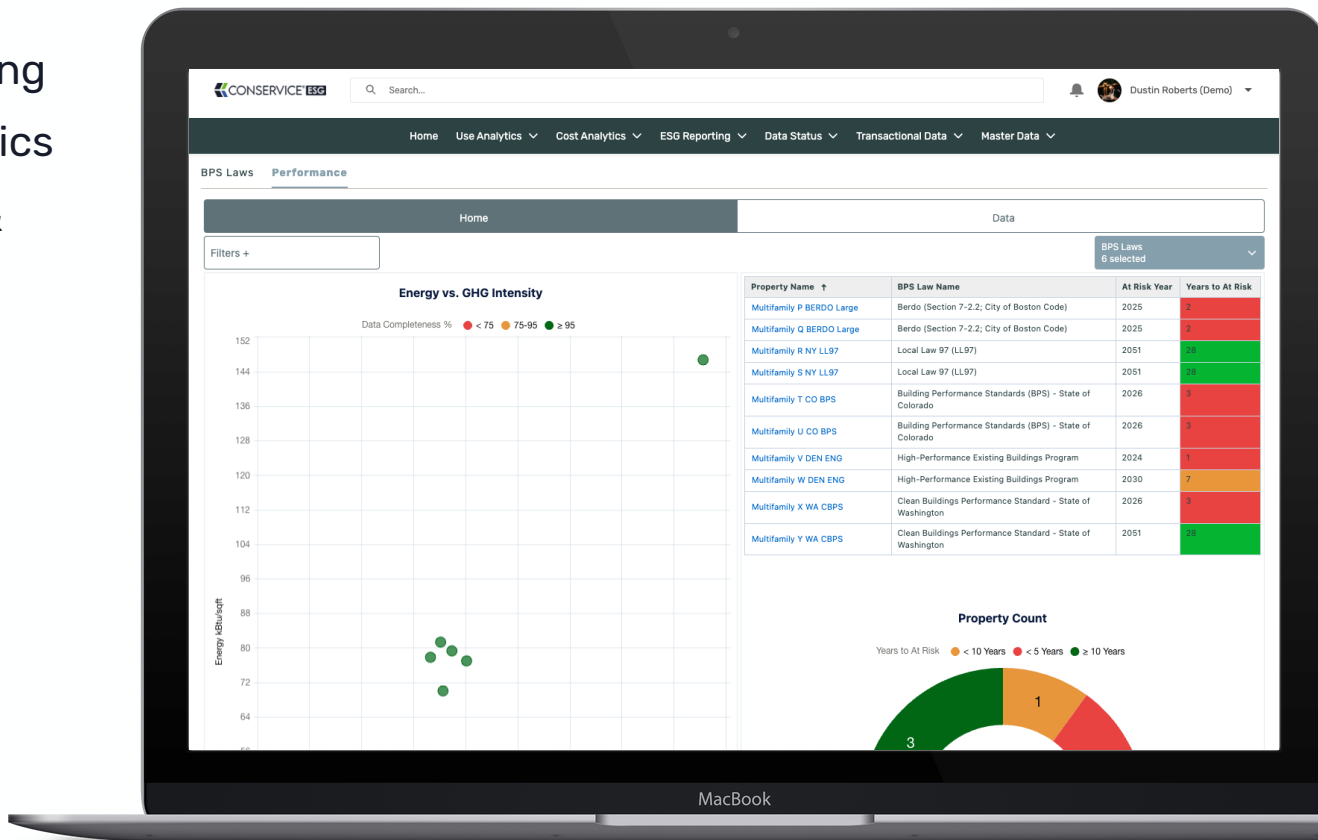 ng
ics
CONSERVICE ESG
Search...
Dustin Roberts (Demo)
Home Use Analytics Cost Analytics ESG Reporting Data Status Transactional Data Master Data
BPS Laws Performance
Home Data
Filters +
BPS Laws
6 selected
Energy vs. GHG Intensity
Data Completeness % < 75 75-95 ≥ 95
152
144
136
128
120
112
104
96
88
80
72
64
Energy kBtu/sqft
Property Name ↑ BPS Law Name At Risk Year Years to At Risk
Multifamily P BERDO Large Berdo (Section 7-2.2; City of Boston Code) 2025 2
Multifamily Q BERDO Large Berdo (Section 7-2.2; City of Boston Code) 2025 2
Multifamily R NY LL97 Local Law 97 (LL97) 2051 28
Multifamily S NY LL97 Local Law 97 (LL97) 2051 28
Multifamily T CO BPS Building Performance Standards (BPS) - State of 2026 3
Colorado
Multifamily U CO BPS Building Performance Standards (BPS) - State of 2026 3
Colorado
Multifamily V DEN ENG High-Performance Existing Buildings Program 2024 1
Multifamily W DEN ENG High-Performance Existing Buildings Program 2030 7
Multifamily X WA CBPS Clean Buildings Performance Standard - State of 2026 3
Washington
Multifamily Y WA CBPS Clean Buildings Performance Standard - State of 2051 28
Washington
Property Count
Years to At Risk < 10 Years < 5 Years ≥ 10 Years
1
3
MacBook